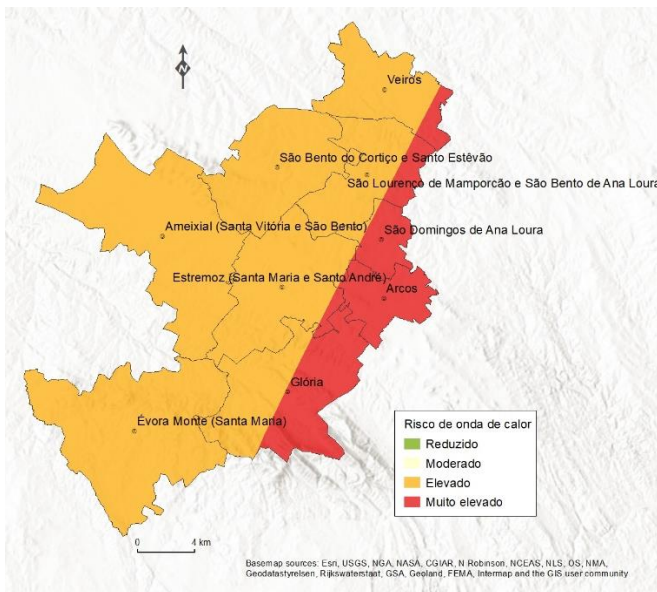 N
Veiros
São Bento do Cortiço e Santo Estêvão
São Lourenço de Mamporcão e São Bento de Ana Loura
Ameixial (Santa Vitória e São Bento)
São Domingos de Ana Loura
Estremoz (Santa Maria e Santo André)
Arcos
Glória
Évora Monte (Santa Maria)
Risco de onda de calor
Reduzido
Moderado
Elevado
Muito elevado
0 4 km
Basemap sources: Esri, USGS, NGA, NASA, CGIAR, N Robinson, NCEAS, NLS, OS, NMA,
Geodatastyrelsen, Rijkswaterstaat, GSA, Geoland, FEMA, Intermap and the GIS user community